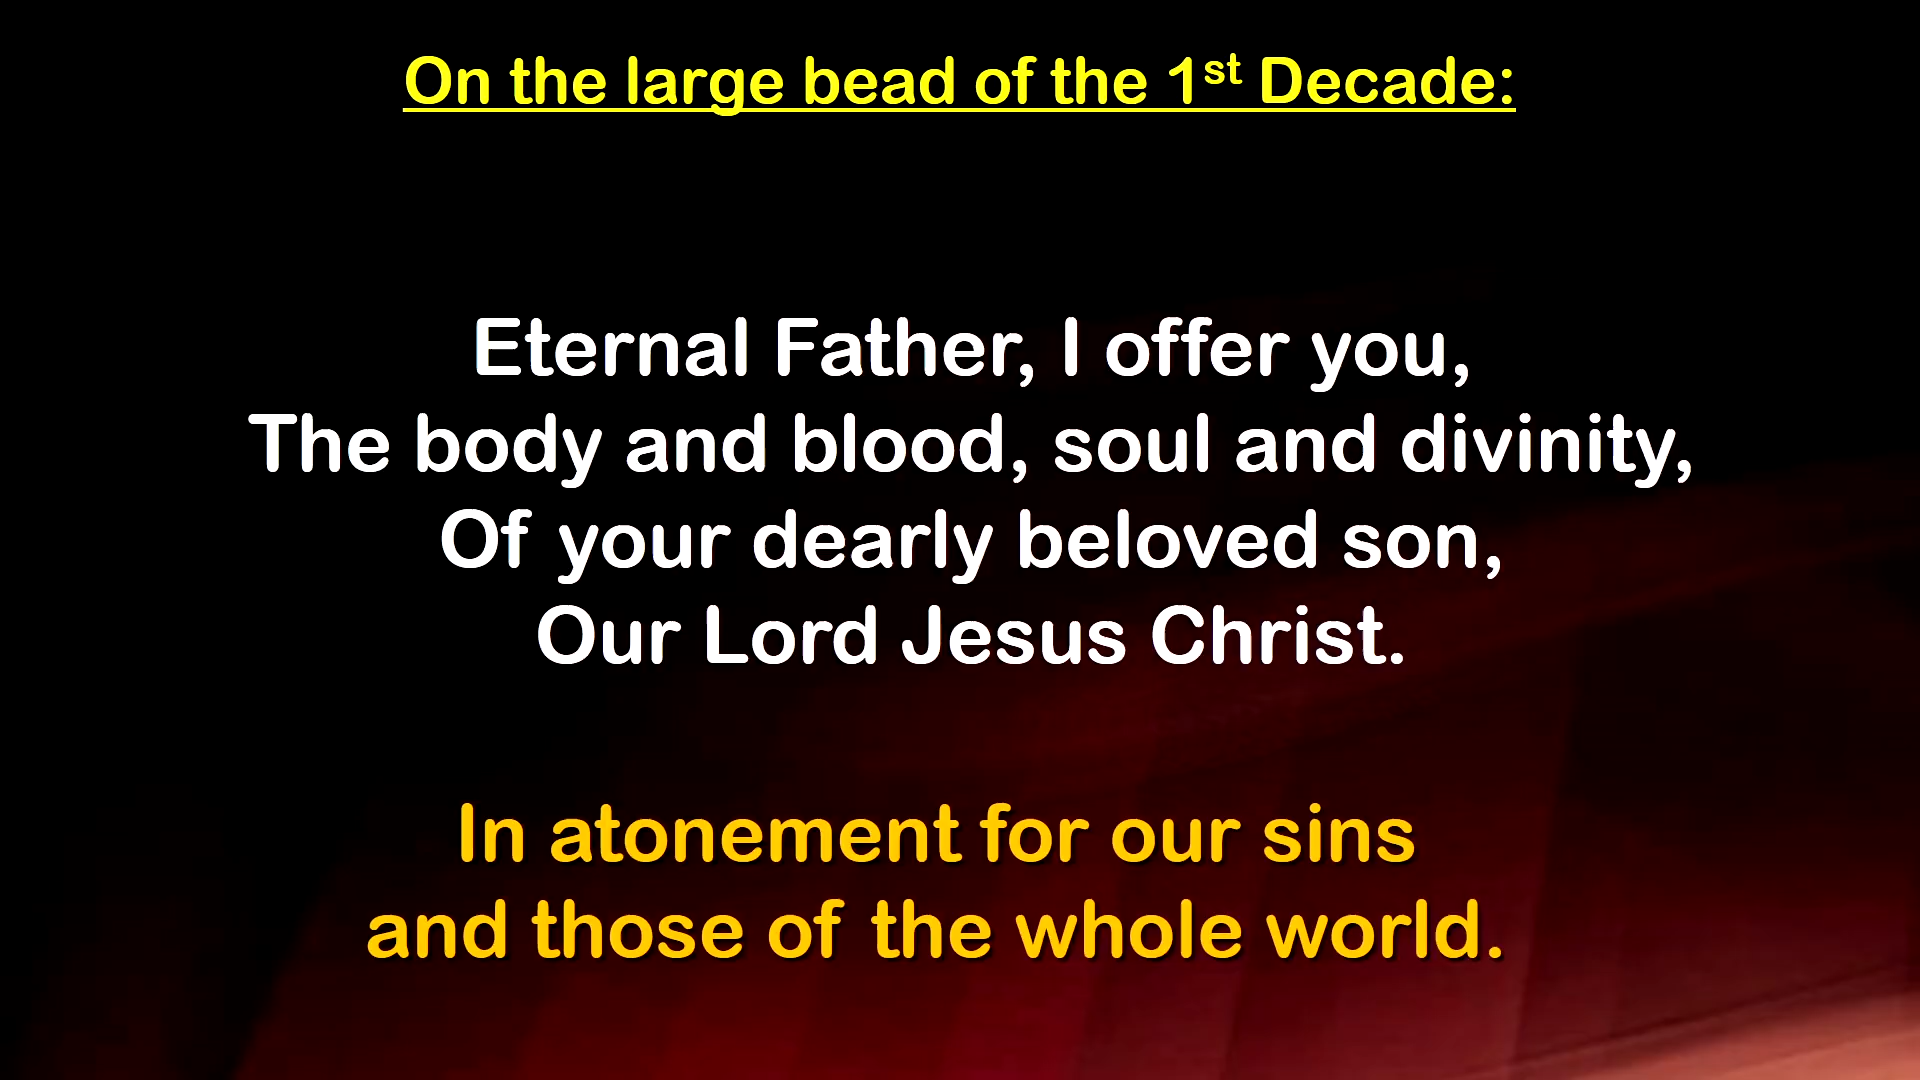 On the large bead of the 1st Decade:
Eternal Father, I offer you,
The body and blood, soul and divinity,
Of your dearly beloved son,
Our Lord Jesus Christ.
In atonement for our sins
and those of the whole world.